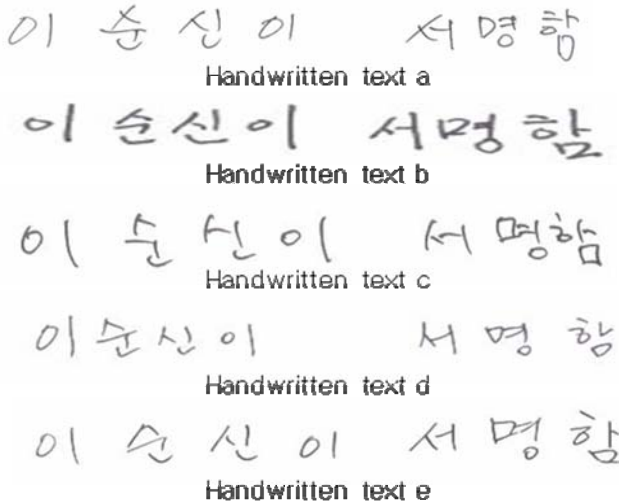 이 순 신 이 서 명 함
Handwritten text a
이 순 신 이 서 명 함
Handwritten text b
이 순 신 이 서 명 함
Handwritten text c
이 순 신 이 서 명 함
Handwritten text d
이 순 신 이 서 명 함
Handwritten text e